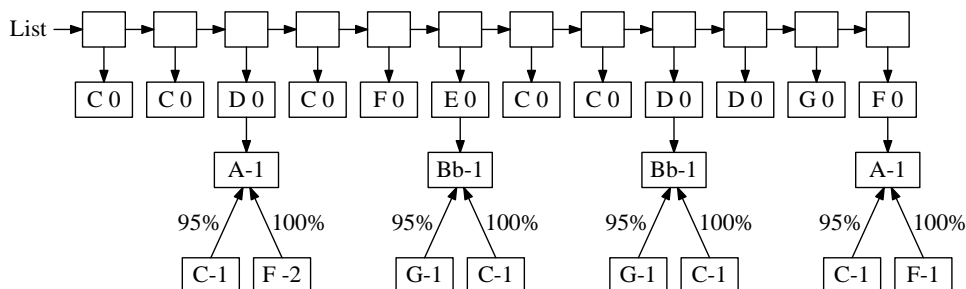 List
C 0 C 0 D 0 C 0 F 0 E 0 C 0 C 0 D 0 D 0 G 0 F 0
A-1 Bb-1 Bb-1 A-1
95% 100% 95% 100% 95% 100% 95% 100%
C-1 F -2 G-1 C-1 G-1 C-1 C-1 F-1